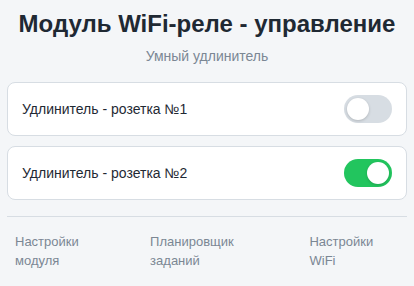 Модуль WiFi-реле - управление
Умный удлинитель
Удлинитель - розетка №1
Удлинитель - розетка №2
Настройки модуля
Планировщик заданий
Настройки WiFi